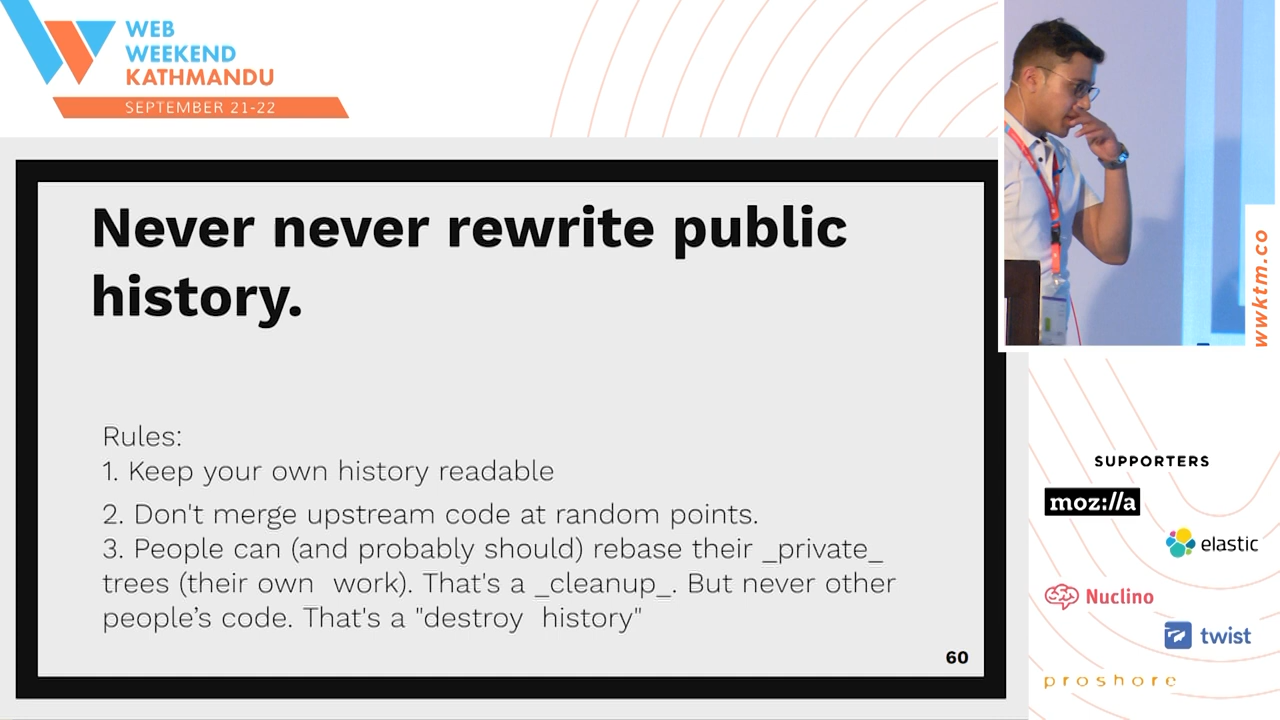 WEB
WEEKEND
KATHMANDU
SEPTEMBER 21-22
Never never rewrite public
history.
Rules:
1. Keep your own history readable
2. Don't merge upstream code at random points.
3. People can (and probably should) rebase their _private_
trees (their own  work). That's a _cleanup_. But never other
people’s code. That's a "destroy  history"
60
wwktm.co
SUPPORTERS
moz://a
elastic
Nuclino
twist
proshore